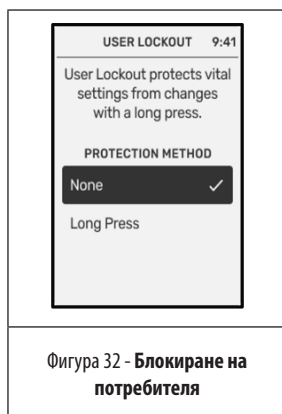 USER LOCKOUT 9:41
User Lockout protects vital
settings from changes
with a long press.
PROTECTION METHOD
None ✓
Long Press
Фигура 32 - Блокиране на
потребителя